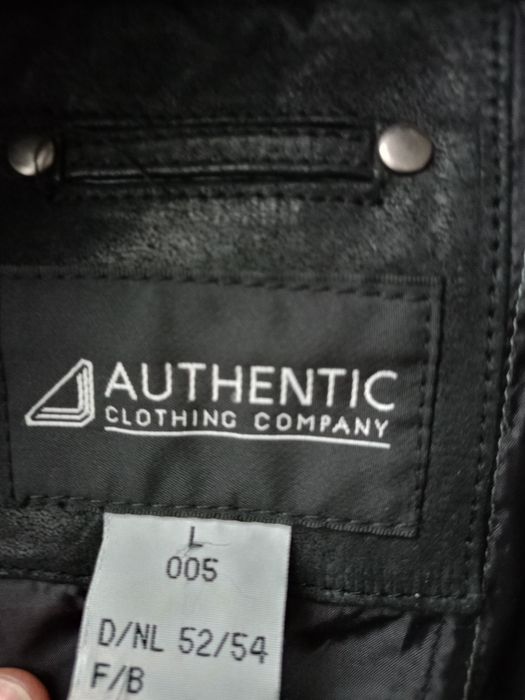 AUTHENTIC
CLOTHING COMPANY
L
005
D/NL 52/54
F/B